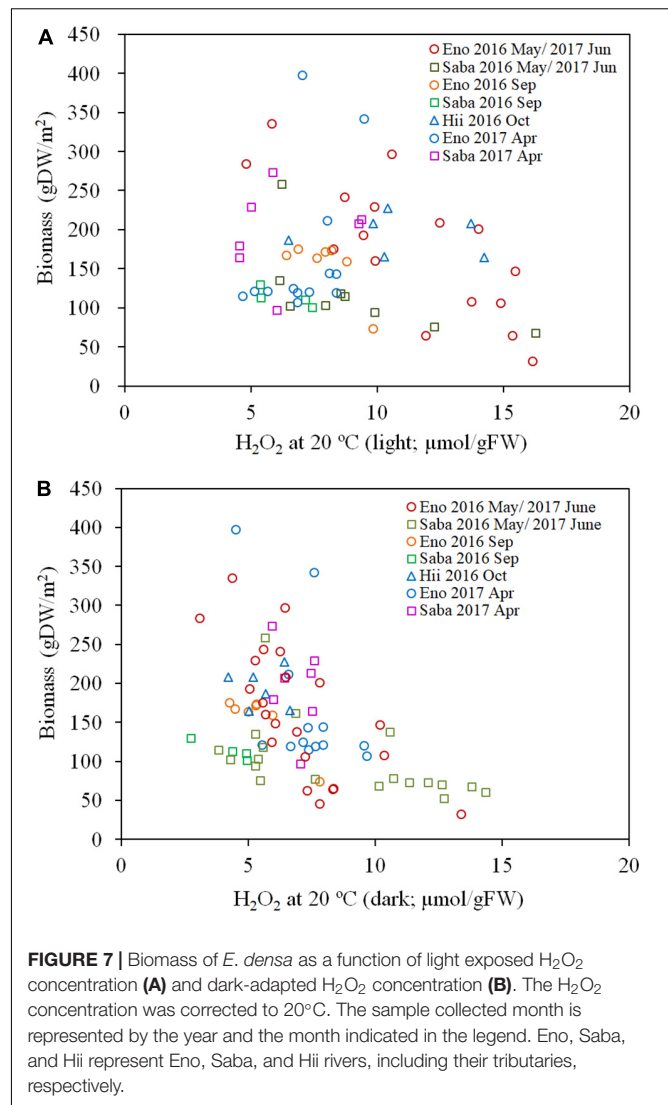 A
450
400
350
300
250
200
150
100
50
0
Biomass (gDW/m²)
Eno 2016 May/ 2017 Jun
Saba 2016 May/ 2017 Jun
Eno 2016 Sep
Saba 2016 Sep
Hii 2016 Oct
Eno 2017 Apr
Saba 2017 Apr
0 5 10 15 20
H₂O₂ at 20 ºC (light; µmol/gFW)
B
450
400
350
300
250
200
150
100
50
0
Biomass (gDW/m²)
Eno 2016 May/ 2017 June
Saba 2016 May/ 2017 June
Eno 2016 Sep
Saba 2016 Sep
Hii 2016 Oct
Eno 2017 Apr
Saba 2017 Apr
0 5 10 15 20
H₂O₂ at 20 ºC (dark; µmol/gFW)
FIGURE 7 | Biomass of E. densa as a function of light exposed H₂O₂
concentration (A) and dark-adapted H₂O₂ concentration (B). The H₂O₂
concentration was corrected to 20°C. The sample collected month is
represented by the year and the month indicated in the legend. Eno, Saba,
and Hii represent Eno, Saba, and Hii rivers, including their tributaries,
respectively.